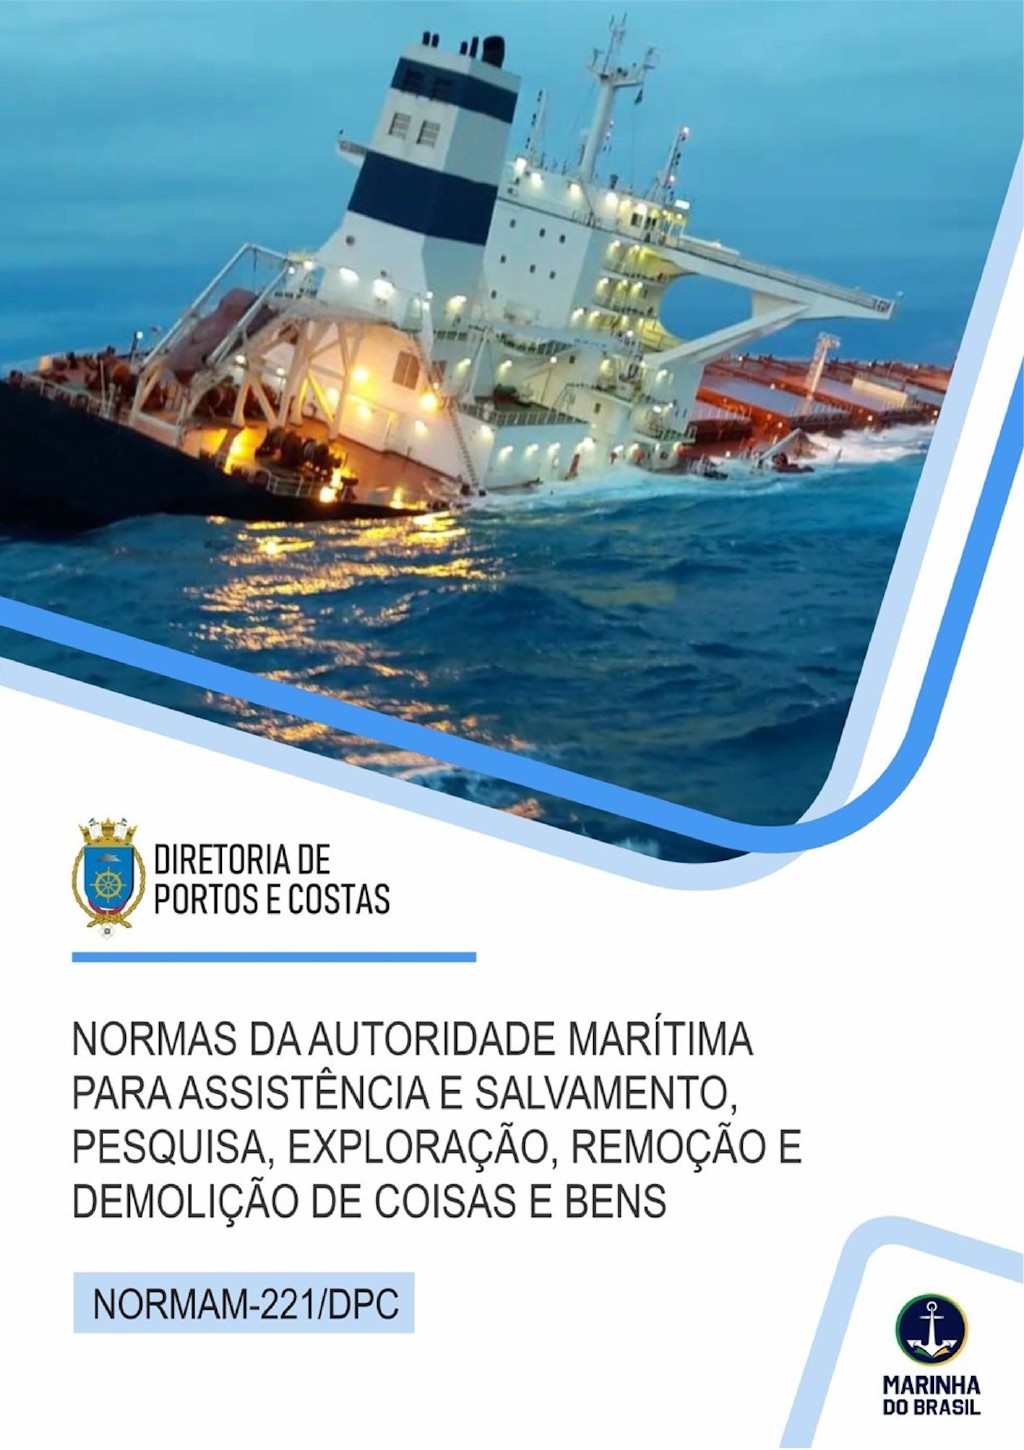 DIRETORIA DE
PORTOS E COSTAS
NORMAS DA AUTORIDADE MARÍTIMA
PARA ASSISTÊNCIA E SALVAMENTO,
PESQUISA, EXPLORAÇÃO, REMOÇÃO E
DEMOLIÇÃO DE COISAS E BENS
NORMAM-221/DPC
MARINHA
DO BRASIL